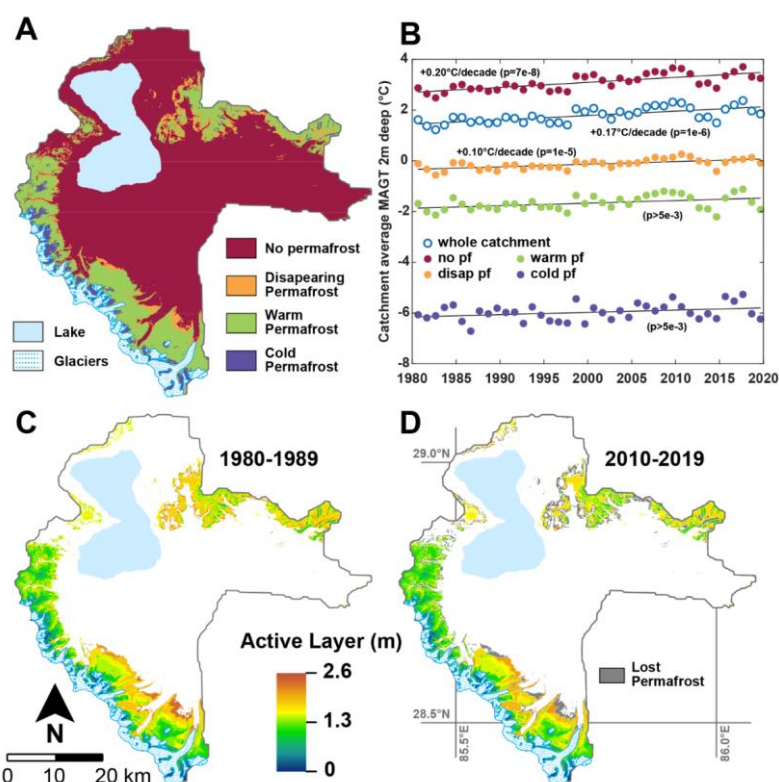 A
No permafrost
Disapearing
Permafrost
Warm
Permafrost
Cold
Permafrost
Lake
Glaciers
B
Catchment average MAGT 2m deep (°C)
4
2
0
-2
-4
-6
-8
+0.20°C/decade (p=7e-8)
+0.17°C/decade (p=1e-6)
+0.10°C/decade (p=1e-5)
(p>5e-3)
whole catchment
no pf
warm pf
disap pf
cold pf
(p>5e-3)
1980
1985
1990
1995
2000
2005
2010
2015
2020
C
1980-1989
Active Layer (m)
2.6
1.3
0
N
0
10
20 km
D
2010-2019
29.0°N
28.5°N
85.5°E
86.0°E
Lost
Permafrost